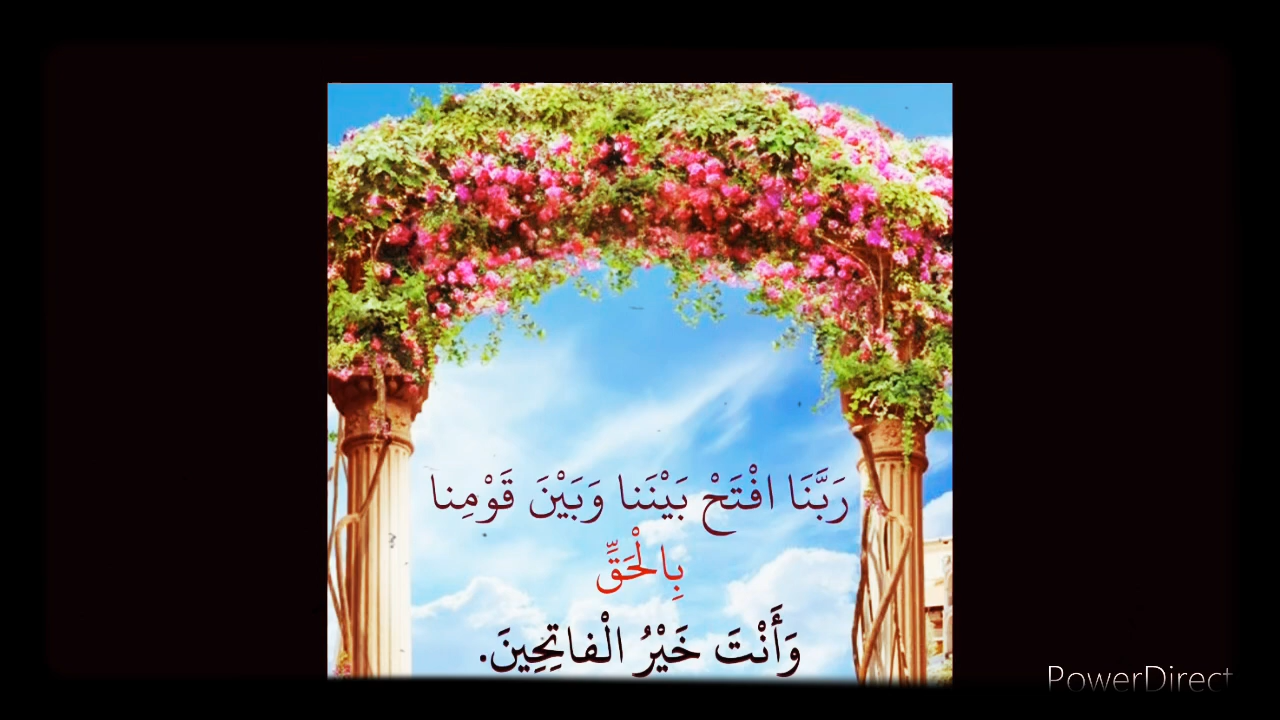 رَبَّنَا افْتَحْ بَيْنَنا وَبَيْنَ قَوْمِنا
بِالْحَقِّ
وَأَنْتَ خَيْرُ الْفاتِحِينَ.
PowerDirect